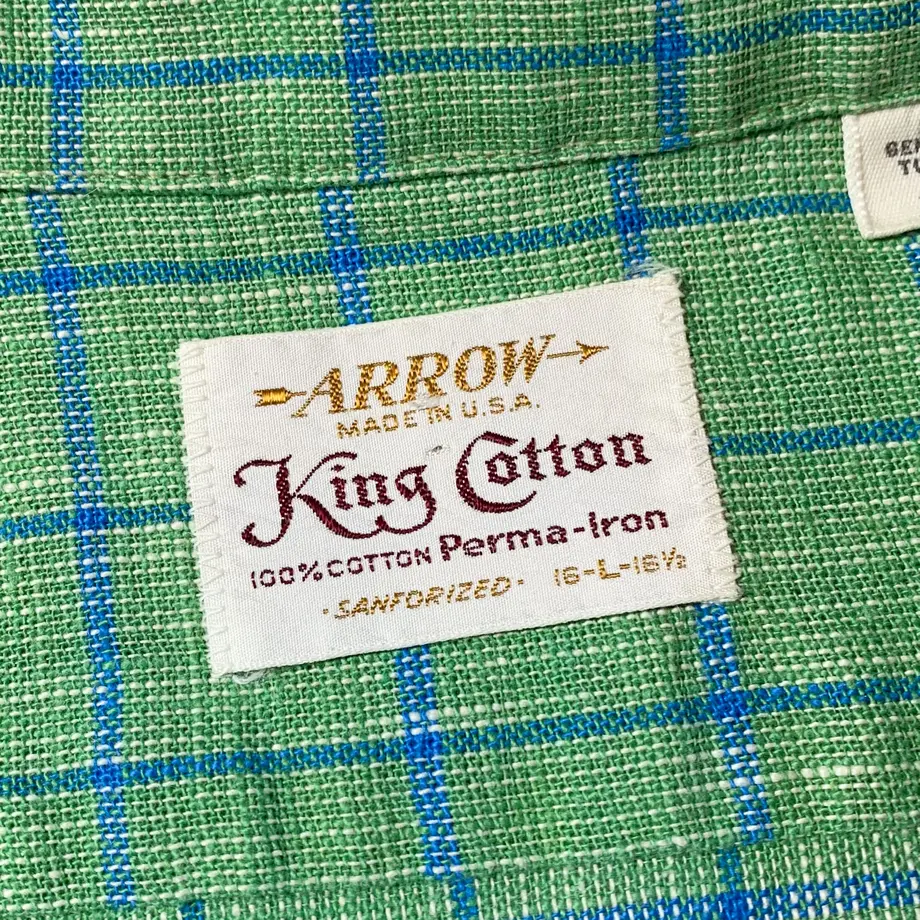 ARROW
MADE IN U.S.A.
King Cotton
100% COTTON Perma-Iron
·SANFORIZED· 16-L-16½